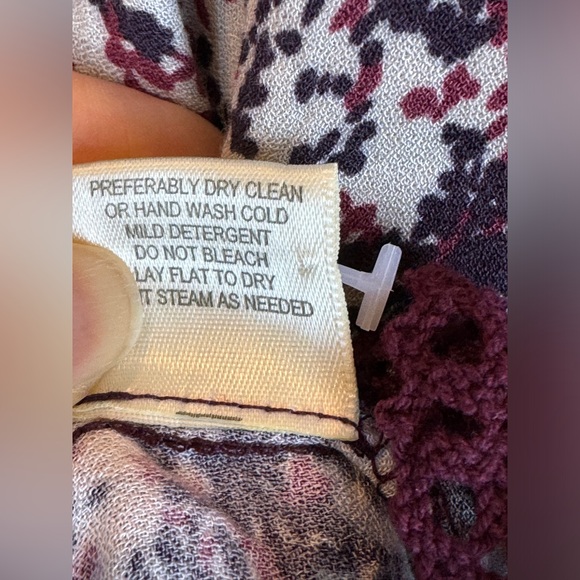 PREFERABLY DRY CLEAN
OR HAND WASH COLD
MILD DETERGENT
DO NOT BLEACH
LAY FLAT TO DRY
STEAM AS NEEDED